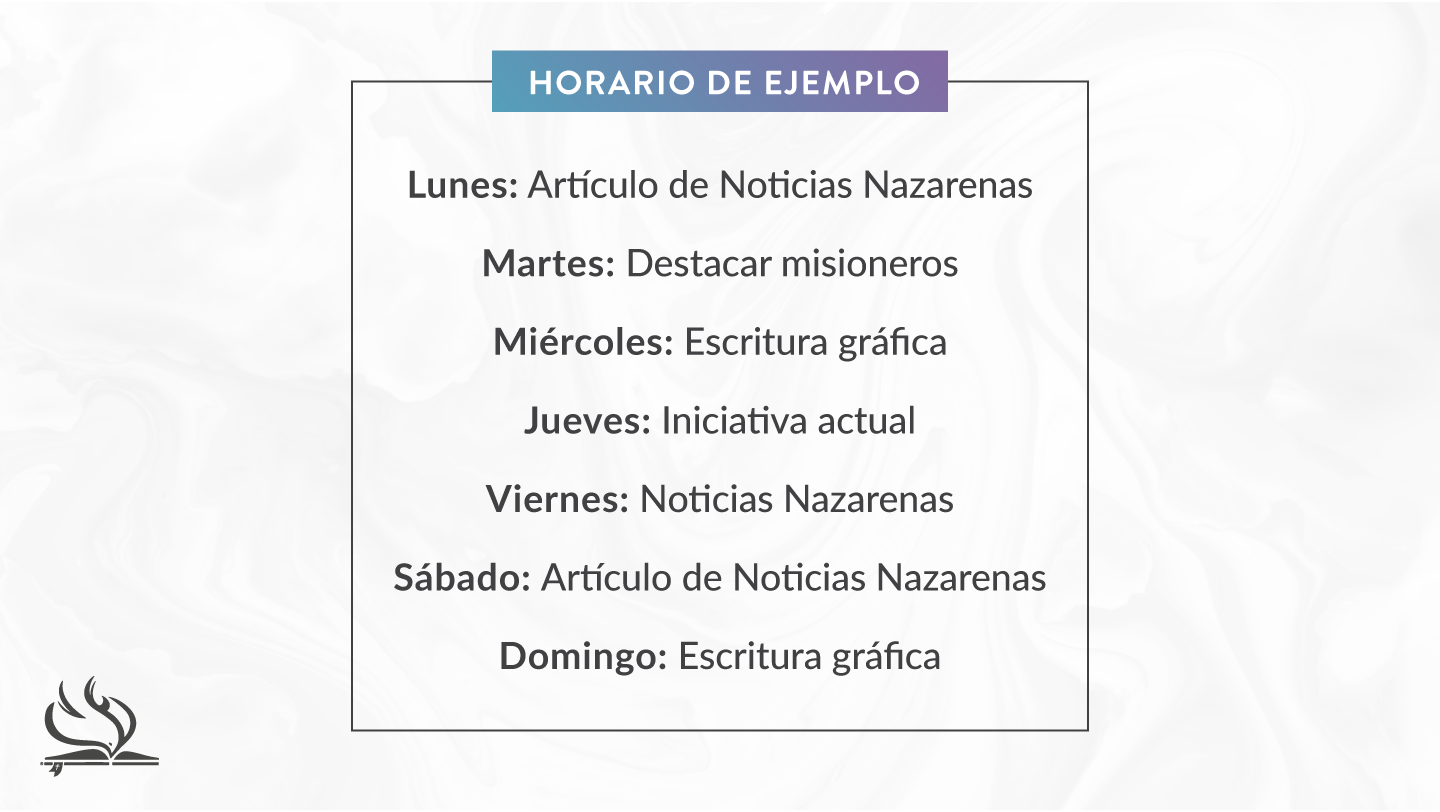 HORARIO DE EJEMPLO
Lunes: Artículo de Noticias Nazarenas
Martes: Destacar misioneros
Miércoles: Escritura gráfica
Jueves: Iniciativa actual
Viernes: Noticias Nazarenas
Sábado: Artículo de Noticias Nazarenas
Domingo: Escritura gráfica